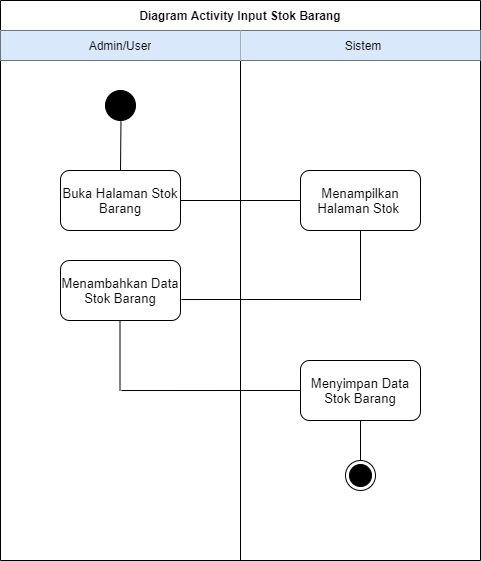 Diagram Activity Input Stok Barang
Admin/User
Sistem
Buka Halaman Stok
Barang
Menampilkan
Halaman Stok
Menambahkan Data
Stok Barang
Menyimpan Data
Stok Barang